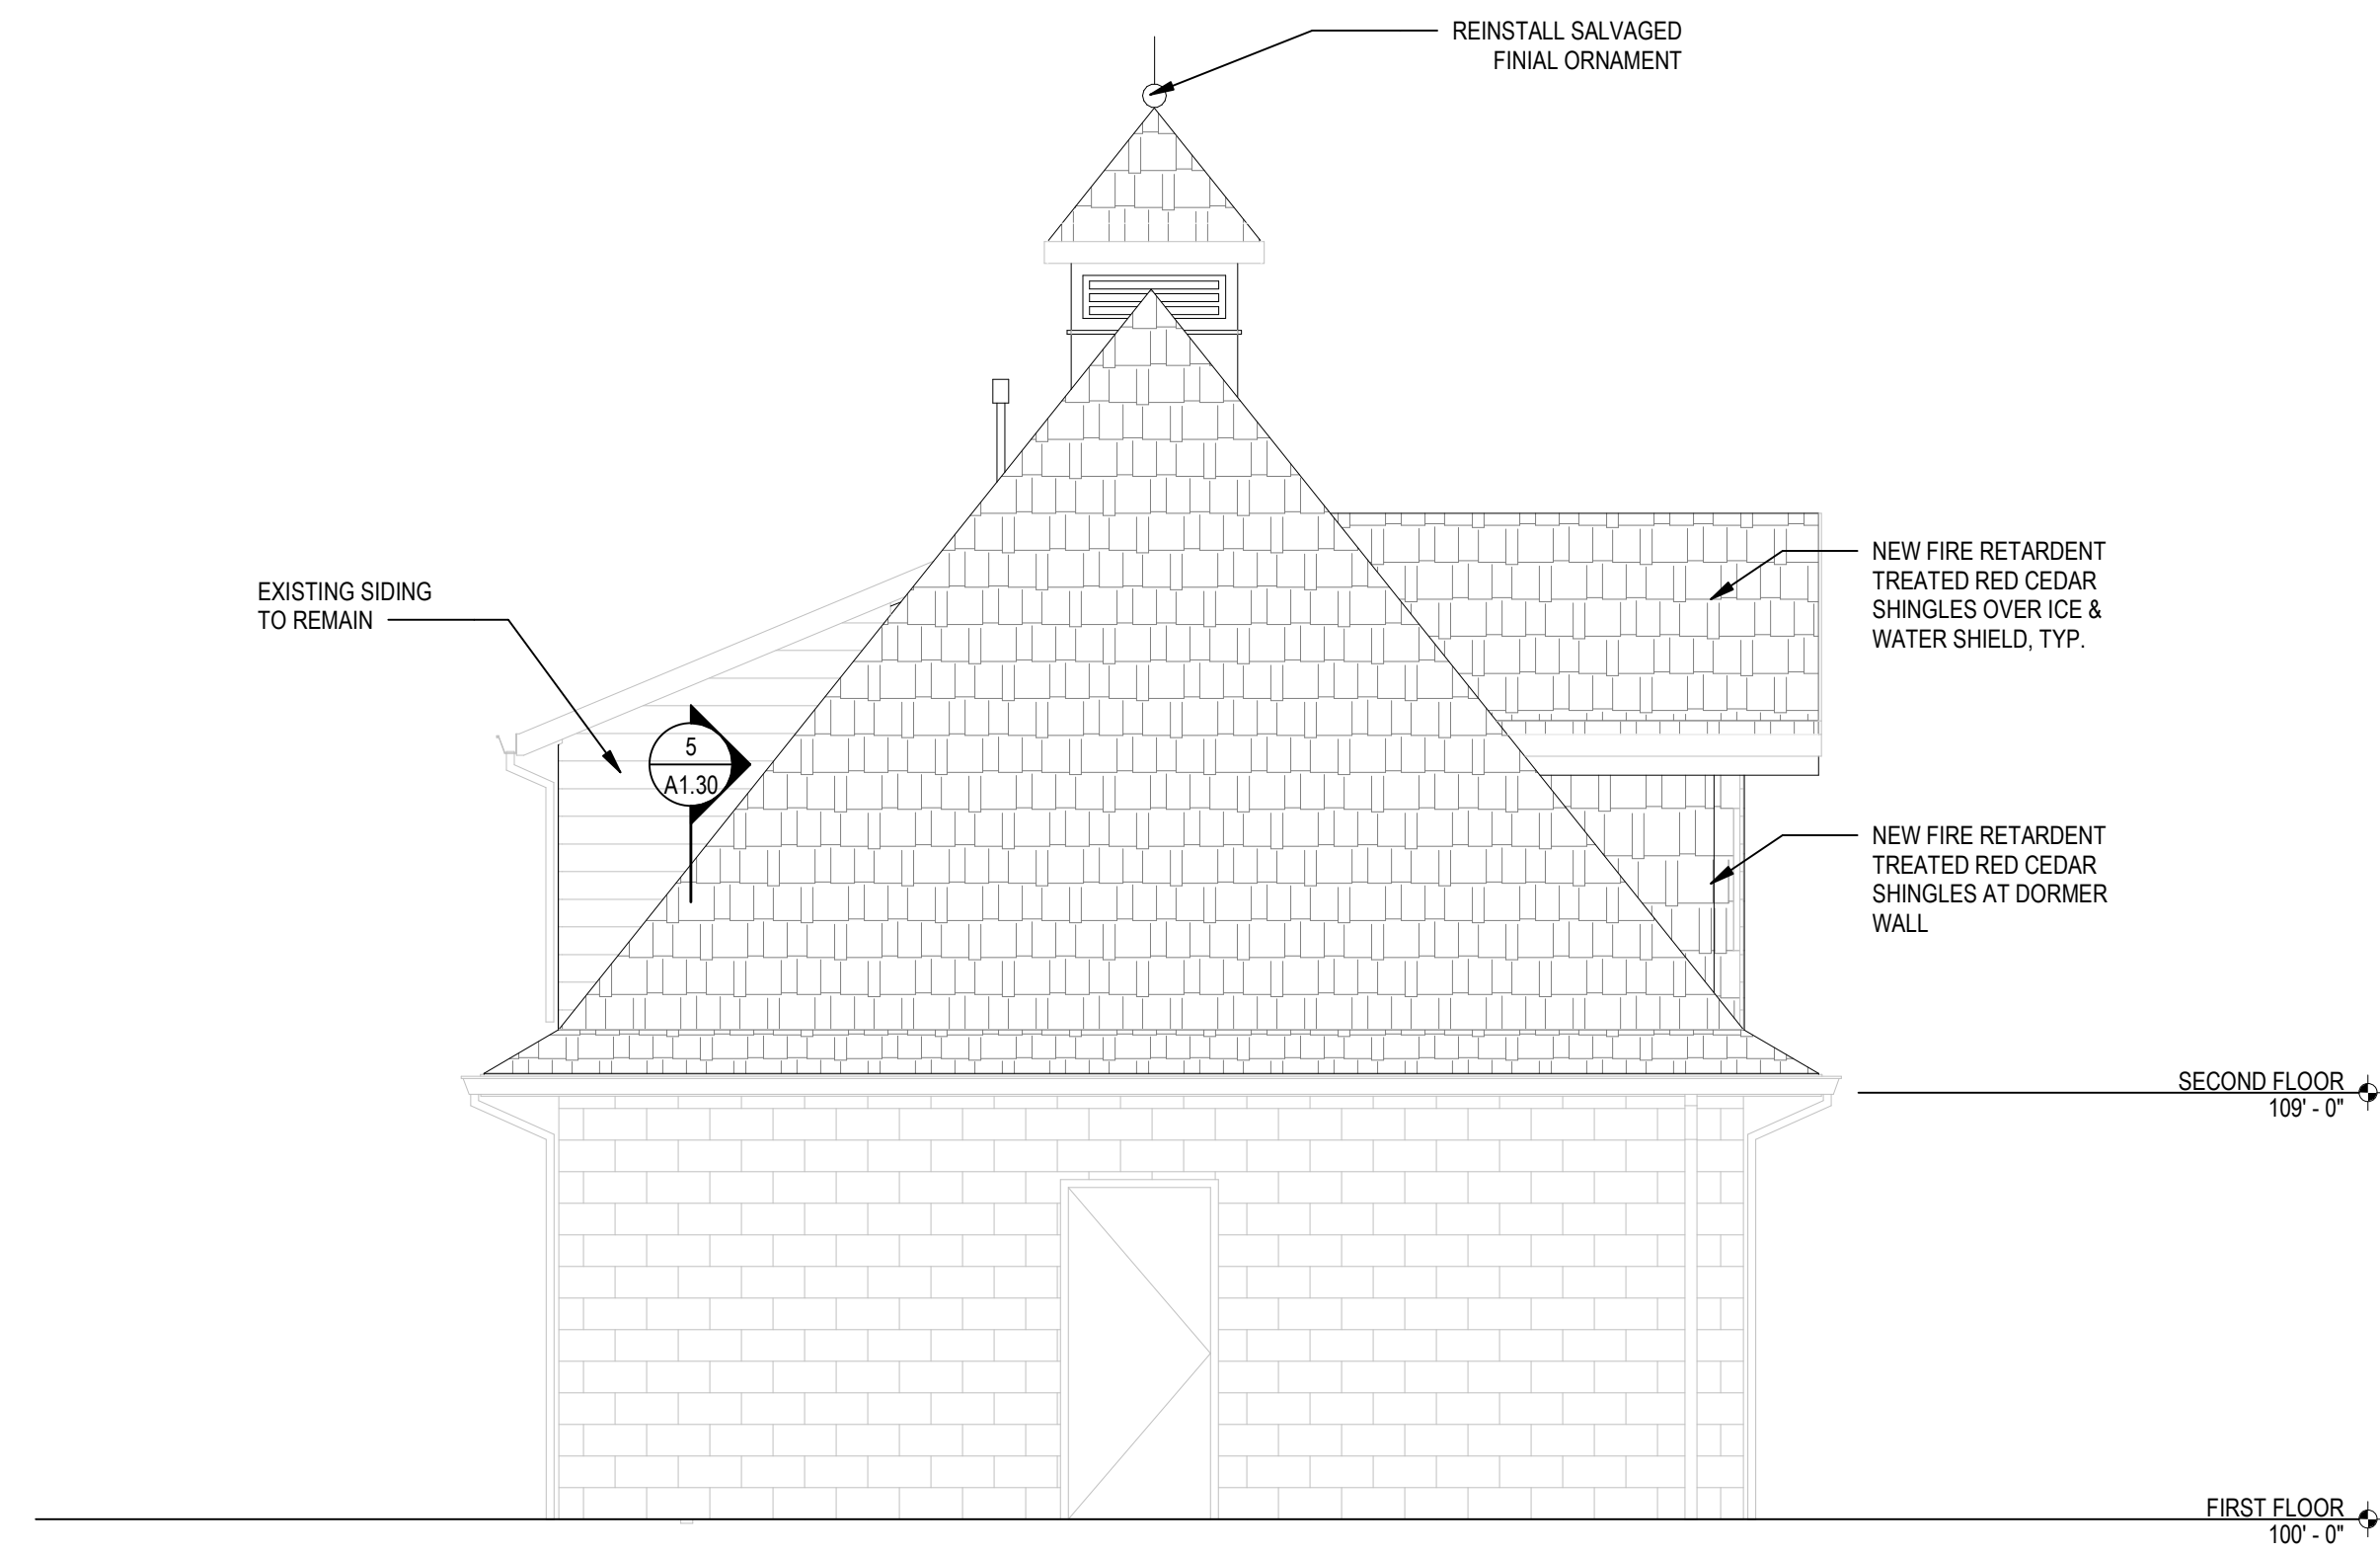 REINSTALL SALVAGED
FINIAL ORNAMENT
NEW FIRE RETARDENT
TREATED RED CEDAR
SHINGLES OVER ICE &
WATER SHIELD, TYP.
EXISTING SIDING
TO REMAIN
5
A1.30
NEW FIRE RETARDENT
TREATED RED CEDAR
SHINGLES AT DORMER
WALL
SECOND FLOOR
109' - 0"
FIRST FLOOR
100' - 0"